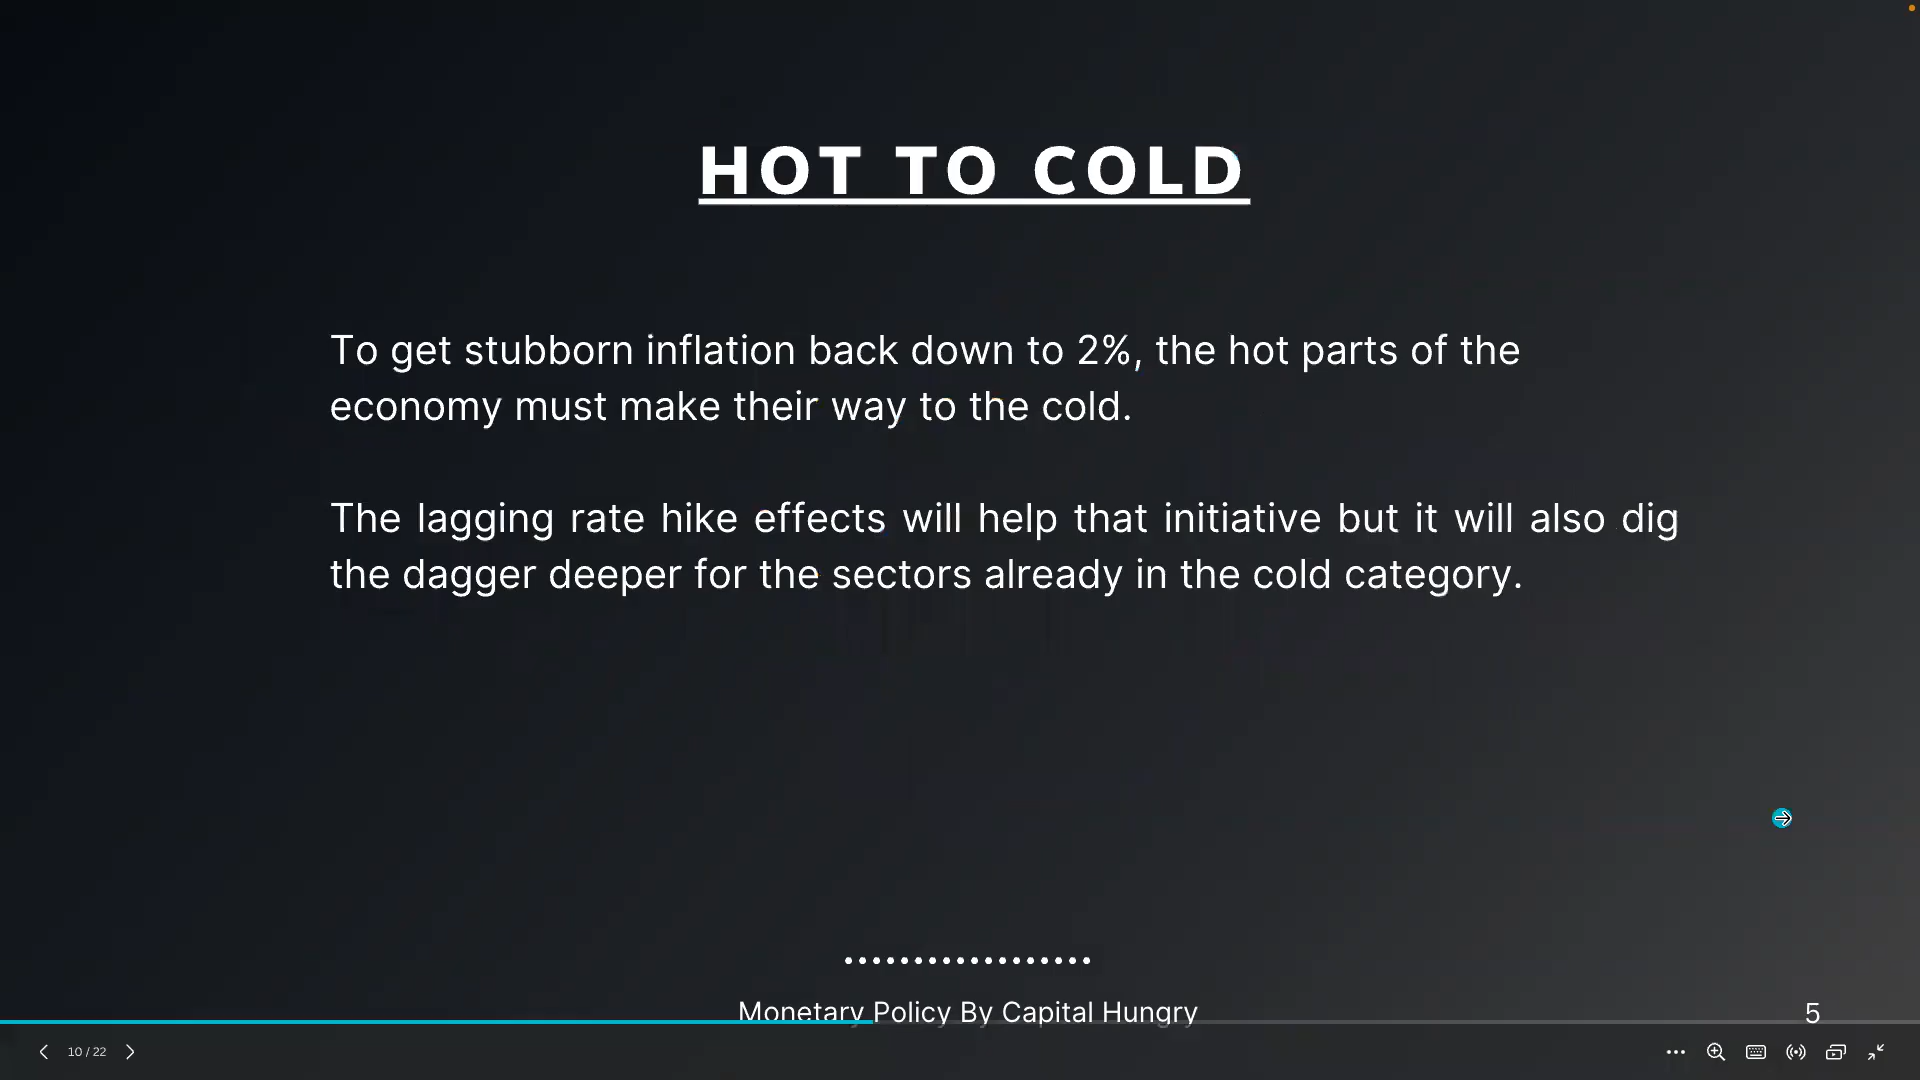 HOT TO COLD
To get stubborn inflation back down to 2%, the hot parts of the
economy must make their way to the cold.
The lagging rate hike effects will help that initiative but it will also dig
the dagger deeper for the sectors already in the cold category.
Monetary Policy By Capital Hungry
5
10 / 22